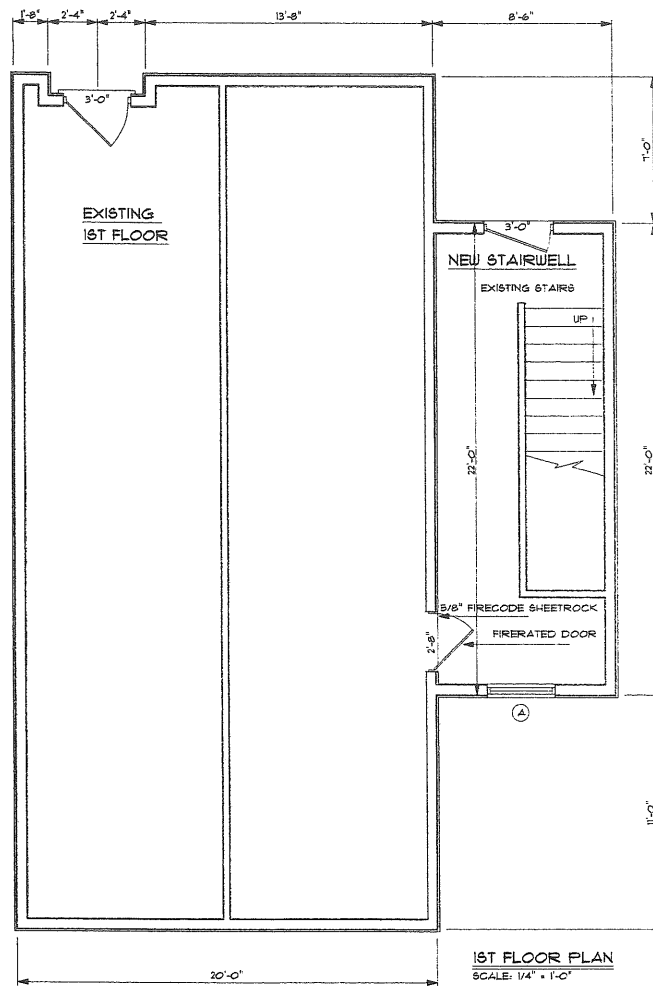 1'-8" 2'-4" 2'-4" 13'-8" 8'-6"
3'-0"
7'-0"
EXISTING
1ST FLOOR
3'-0"
NEW STAIRWELL
EXISTING STAIRS
UP
22'-0"
22'-0"
5/8" FIRECODE SHEETROCK
FIRERATED DOOR
2'-8"
A
11'-0"
20'-0"
1ST FLOOR PLAN
SCALE: 1/4" = 1'-0"